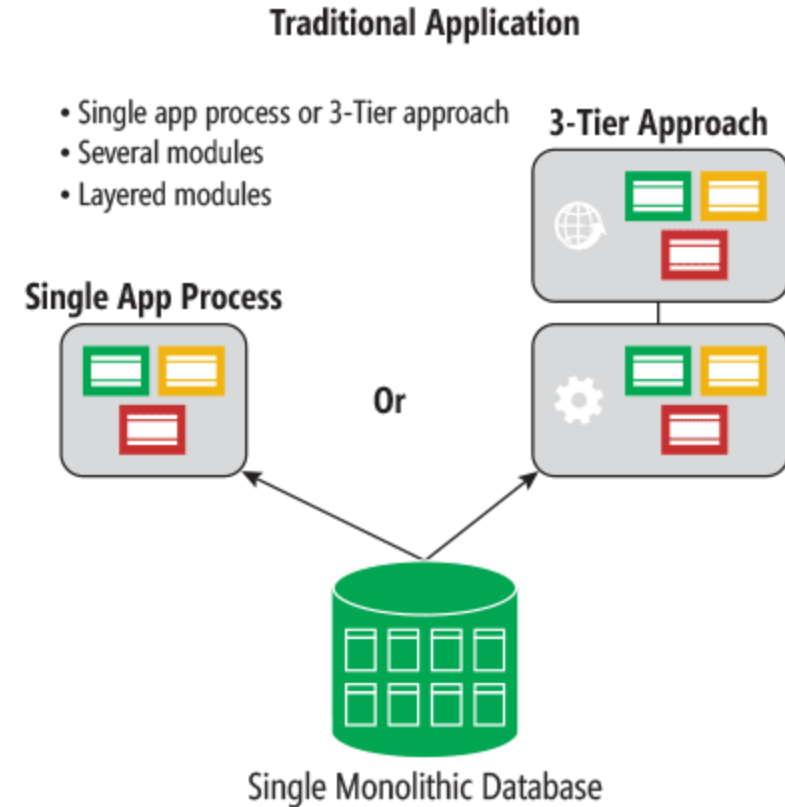 Traditional Application
• Single app process or 3-Tier approach
• Several modules
• Layered modules
3-Tier Approach
Single App Process
Or
Single Monolithic Database